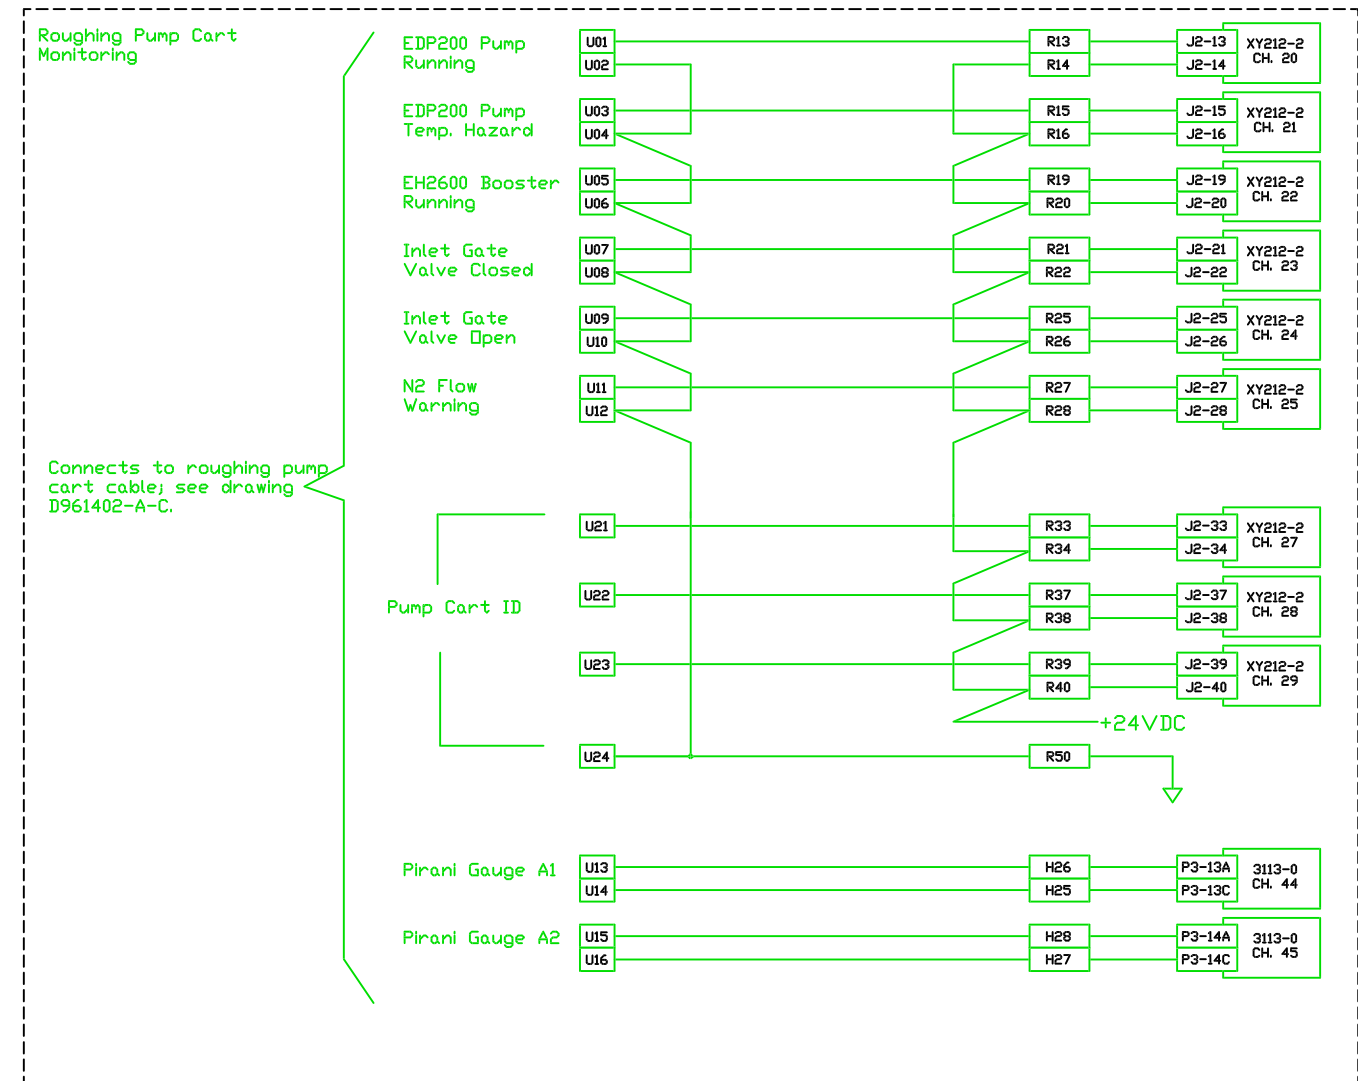 Roughing Pump Cart
Monitoring
EDP200 Pump
Running
U01
U02
R13
R14
J2-13
J2-14
XY212-2
CH. 20
EDP200 Pump
Temp. Hazard
U03
U04
R15
R16
J2-15
J2-16
XY212-2
CH. 21
EH2600 Booster
Running
U05
U06
R19
R20
J2-19
J2-20
XY212-2
CH. 22
Inlet Gate
Valve Closed
U07
U08
R21
R22
J2-21
J2-22
XY212-2
CH. 23
Inlet Gate
Valve Open
U09
U10
R25
R26
J2-25
J2-26
XY212-2
CH. 24
N2 Flow
Warning
U11
U12
R27
R28
J2-27
J2-28
XY212-2
CH. 25
Connects to roughing pump
cart cable; see drawing
D961402-A-C.
Pump Cart ID
U21
R33
R34
J2-33
J2-34
XY212-2
CH. 27
U22
R37
R38
J2-37
J2-38
XY212-2
CH. 28
U23
R39
R40
J2-39
J2-40
XY212-2
CH. 29
+24VDC
U24
R50
Pirani Gauge A1
U13
U14
H26
H25
P3-13A
P3-13C
3113-0
CH. 44
Pirani Gauge A2
U15
U16
H28
H27
P3-14A
P3-14C
3113-0
CH. 45